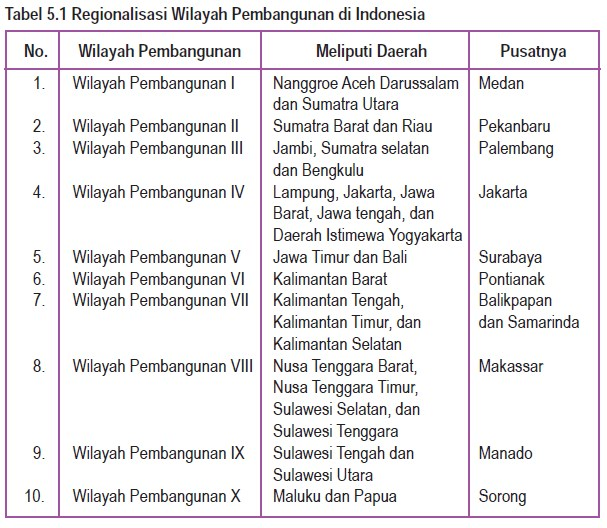 Tabel 5.1 Regionalisasi Wilayah Pembangunan di Indonesia
No. Wilayah Pembangunan Meliputi Daerah Pusatnya
1. Wilayah Pembangunan I Nanggroe Aceh Darussalam Medan
dan Sumatra Utara
2. Wilayah Pembangunan II Sumatra Barat dan Riau Pekanbaru
3. Wilayah Pembangunan III Jambi, Sumatra selatan Palembang
dan Bengkulu
4. Wilayah Pembangunan IV Lampung, Jakarta, Jawa Jakarta
Barat, Jawa tengah, dan
Daerah Istimewa Yogyakarta
5. Wilayah Pembangunan V Jawa Timur dan Bali Surabaya
6. Wilayah Pembangunan VI Kalimantan Barat Pontianak
7. Wilayah Pembangunan VII Kalimantan Tengah, Balikpapan
Kalimantan Timur, dan dan Samarinda
Kalimantan Selatan
8. Wilayah Pembangunan VIII Nusa Tenggara Barat, Makassar
Nusa Tenggara Timur,
Sulawesi Selatan, dan
Sulawesi Tenggara
9. Wilayah Pembangunan IX Sulawesi Tengah dan Manado
Sulawesi Utara
10. Wilayah Pembangunan X Maluku dan Papua Sorong